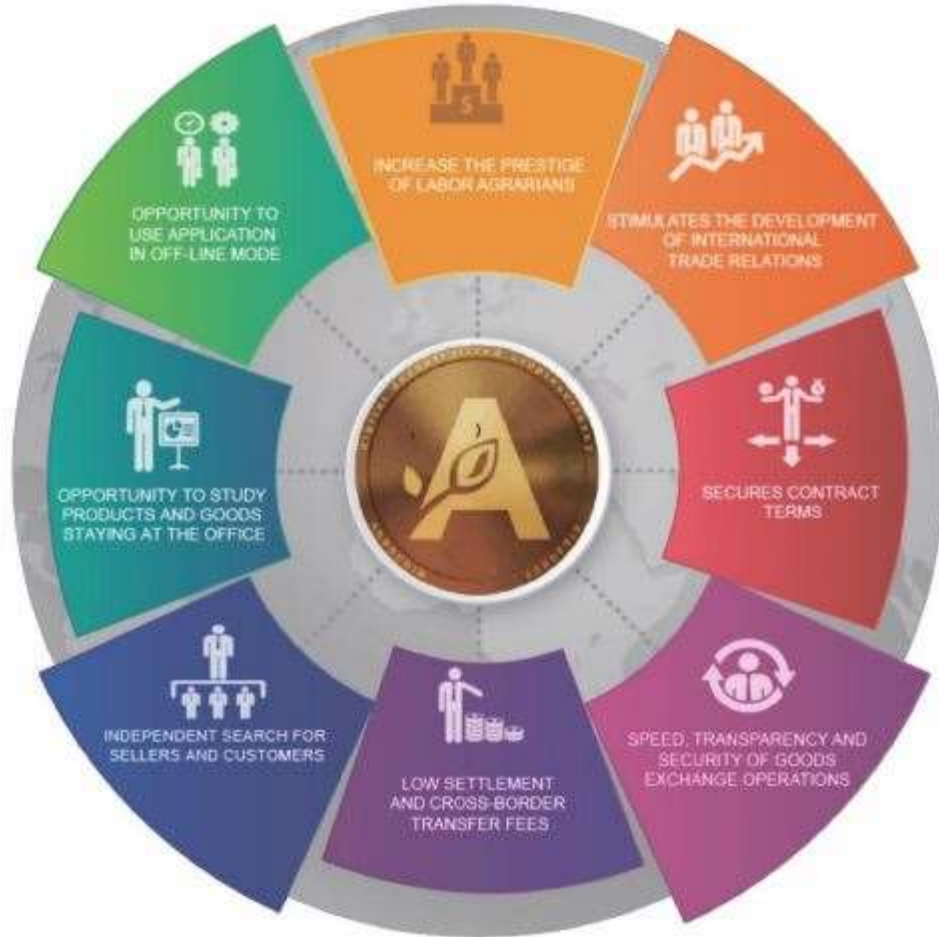 INCREASE THE PRESTIGE
OF LABOR AGRARIANS
STIMULATES THE DEVELOPMENT
OF INTERNATIONAL
TRADE RELATIONS
SECURES CONTRACT
TERMS
SPEED, TRANSPARENCY AND
SECURITY OF GOODS
EXCHANGE OPERATIONS
LOW SETTLEMENT
AND CROSS-BORDER
TRANSFER FEES
INDEPENDENT SEARCH FOR
SELLERS AND CUSTOMERS
OPPORTUNITY TO STUDY
PRODUCTS AND GOODS
STAYING AT THE OFFICE
OPPORTUNITY TO
USE APPLICATION
IN OFF-LINE MODE
$
A